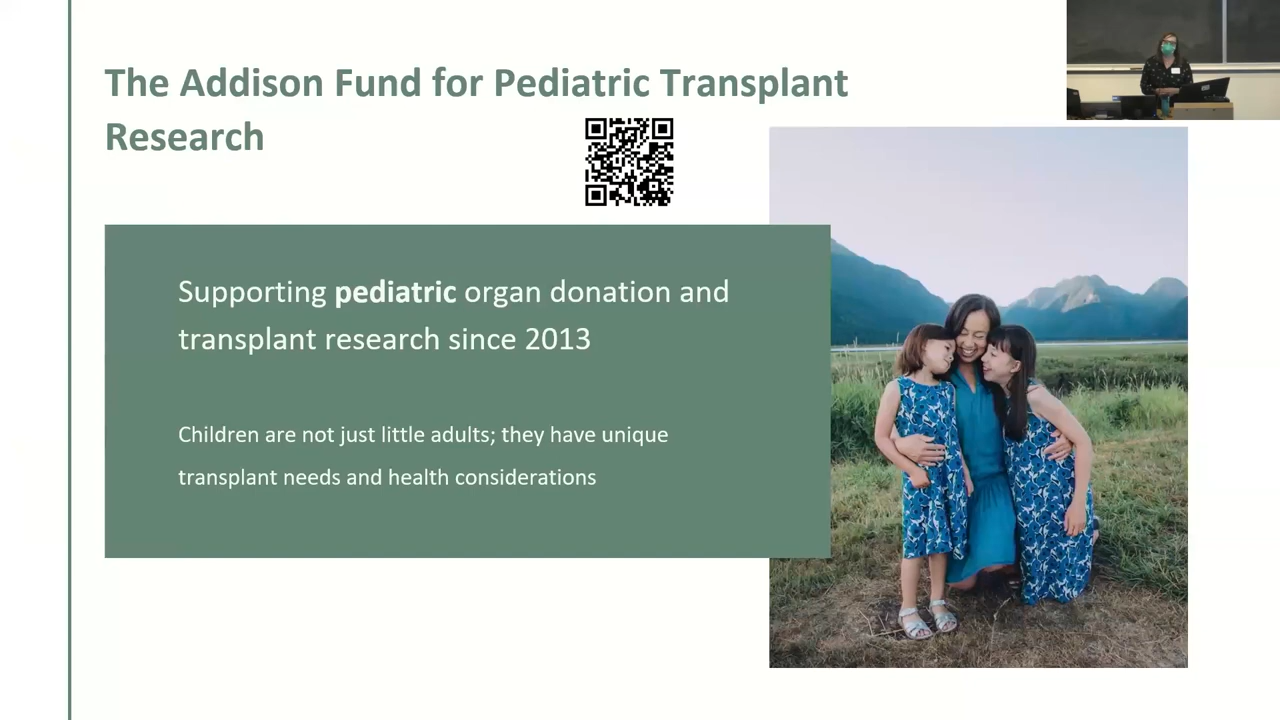 The Addison Fund for Pediatric Transplant
Research
Supporting pediatric organ donation and
transplant research since 2013
Children are not just little adults; they have unique
transplant needs and health considerations